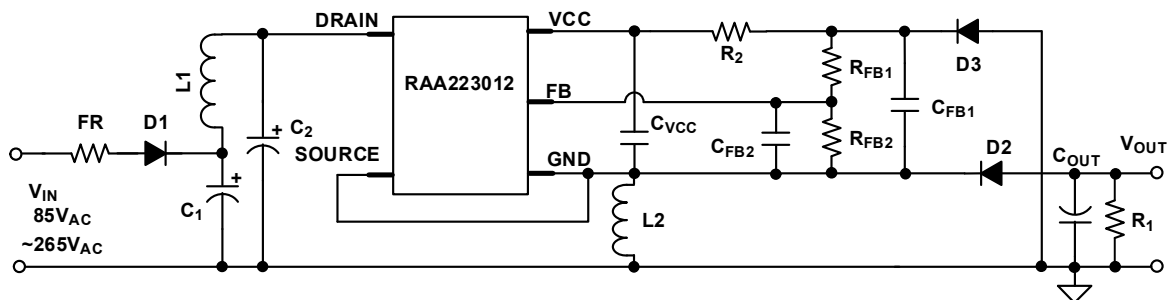 DRAIN
VCC
R2
RFB1
D3
L1
RAA223012
FB
CFB1
FR
D1
C2
+
SOURCE
CVCC
CFB2
RFB2
GND
D2
COUT
VOUT
+
C1
VIN
85VAC
~265VAC
L2
R1